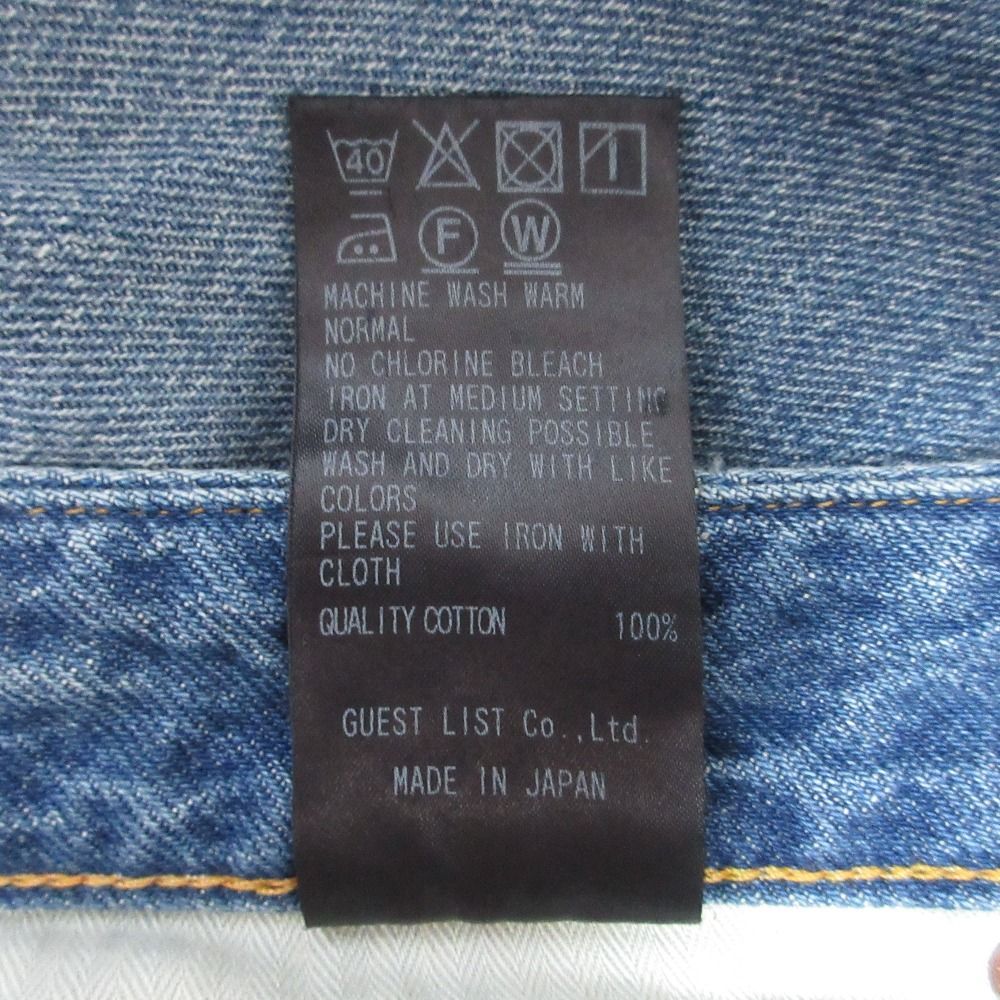 40
F W
MACHINE WASH WARM
NORMAL
NO CHLORINE BLEACH
IRON AT MEDIUM SETTING
DRY CLEANING POSSIBLE
WASH AND DRY WITH LIKE
COLORS
PLEASE USE IRON WITH
CLOTH
QUALITY COTTON 100%
GUEST LIST Co.,Ltd.
MADE IN JAPAN